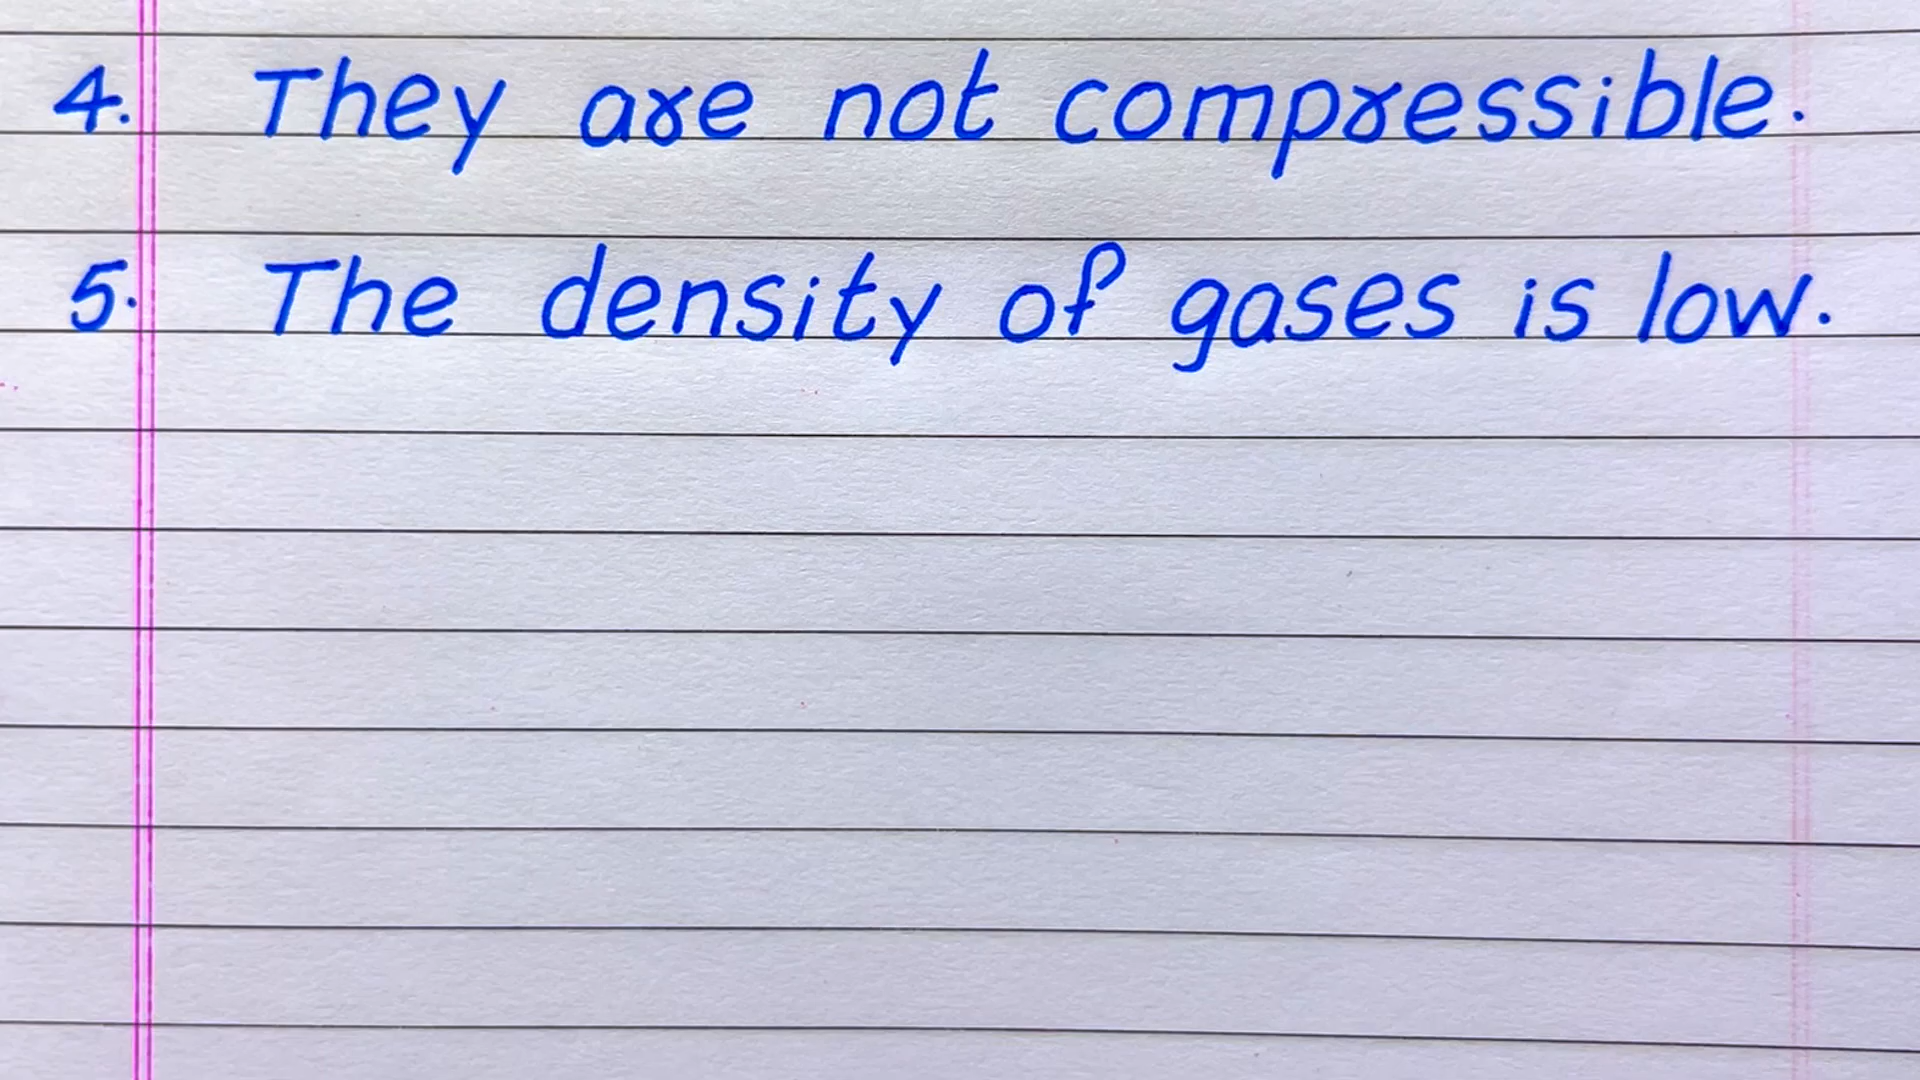 4. They are not compressible.
5. The density of gases is low.